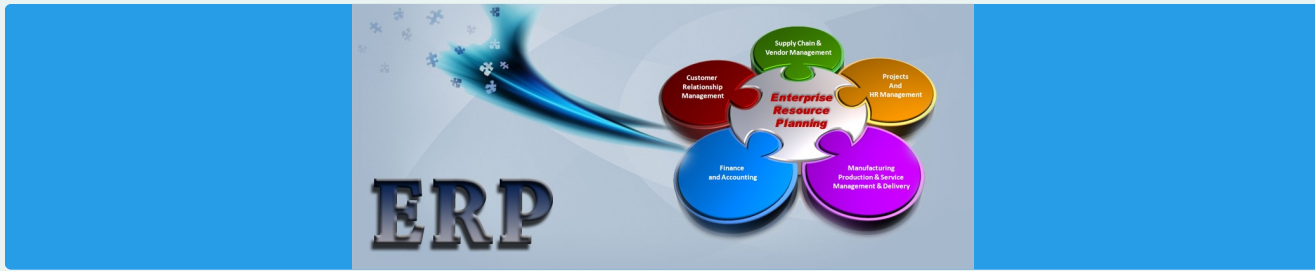 Supply Chain &
Vendor Management
Customer
Relationship
Management
Projects
And
HR Management
Enterprise
Resource
Planning
Finance
and Accounting
Manufacturing
Production & Service
Management & Delivery
ERP